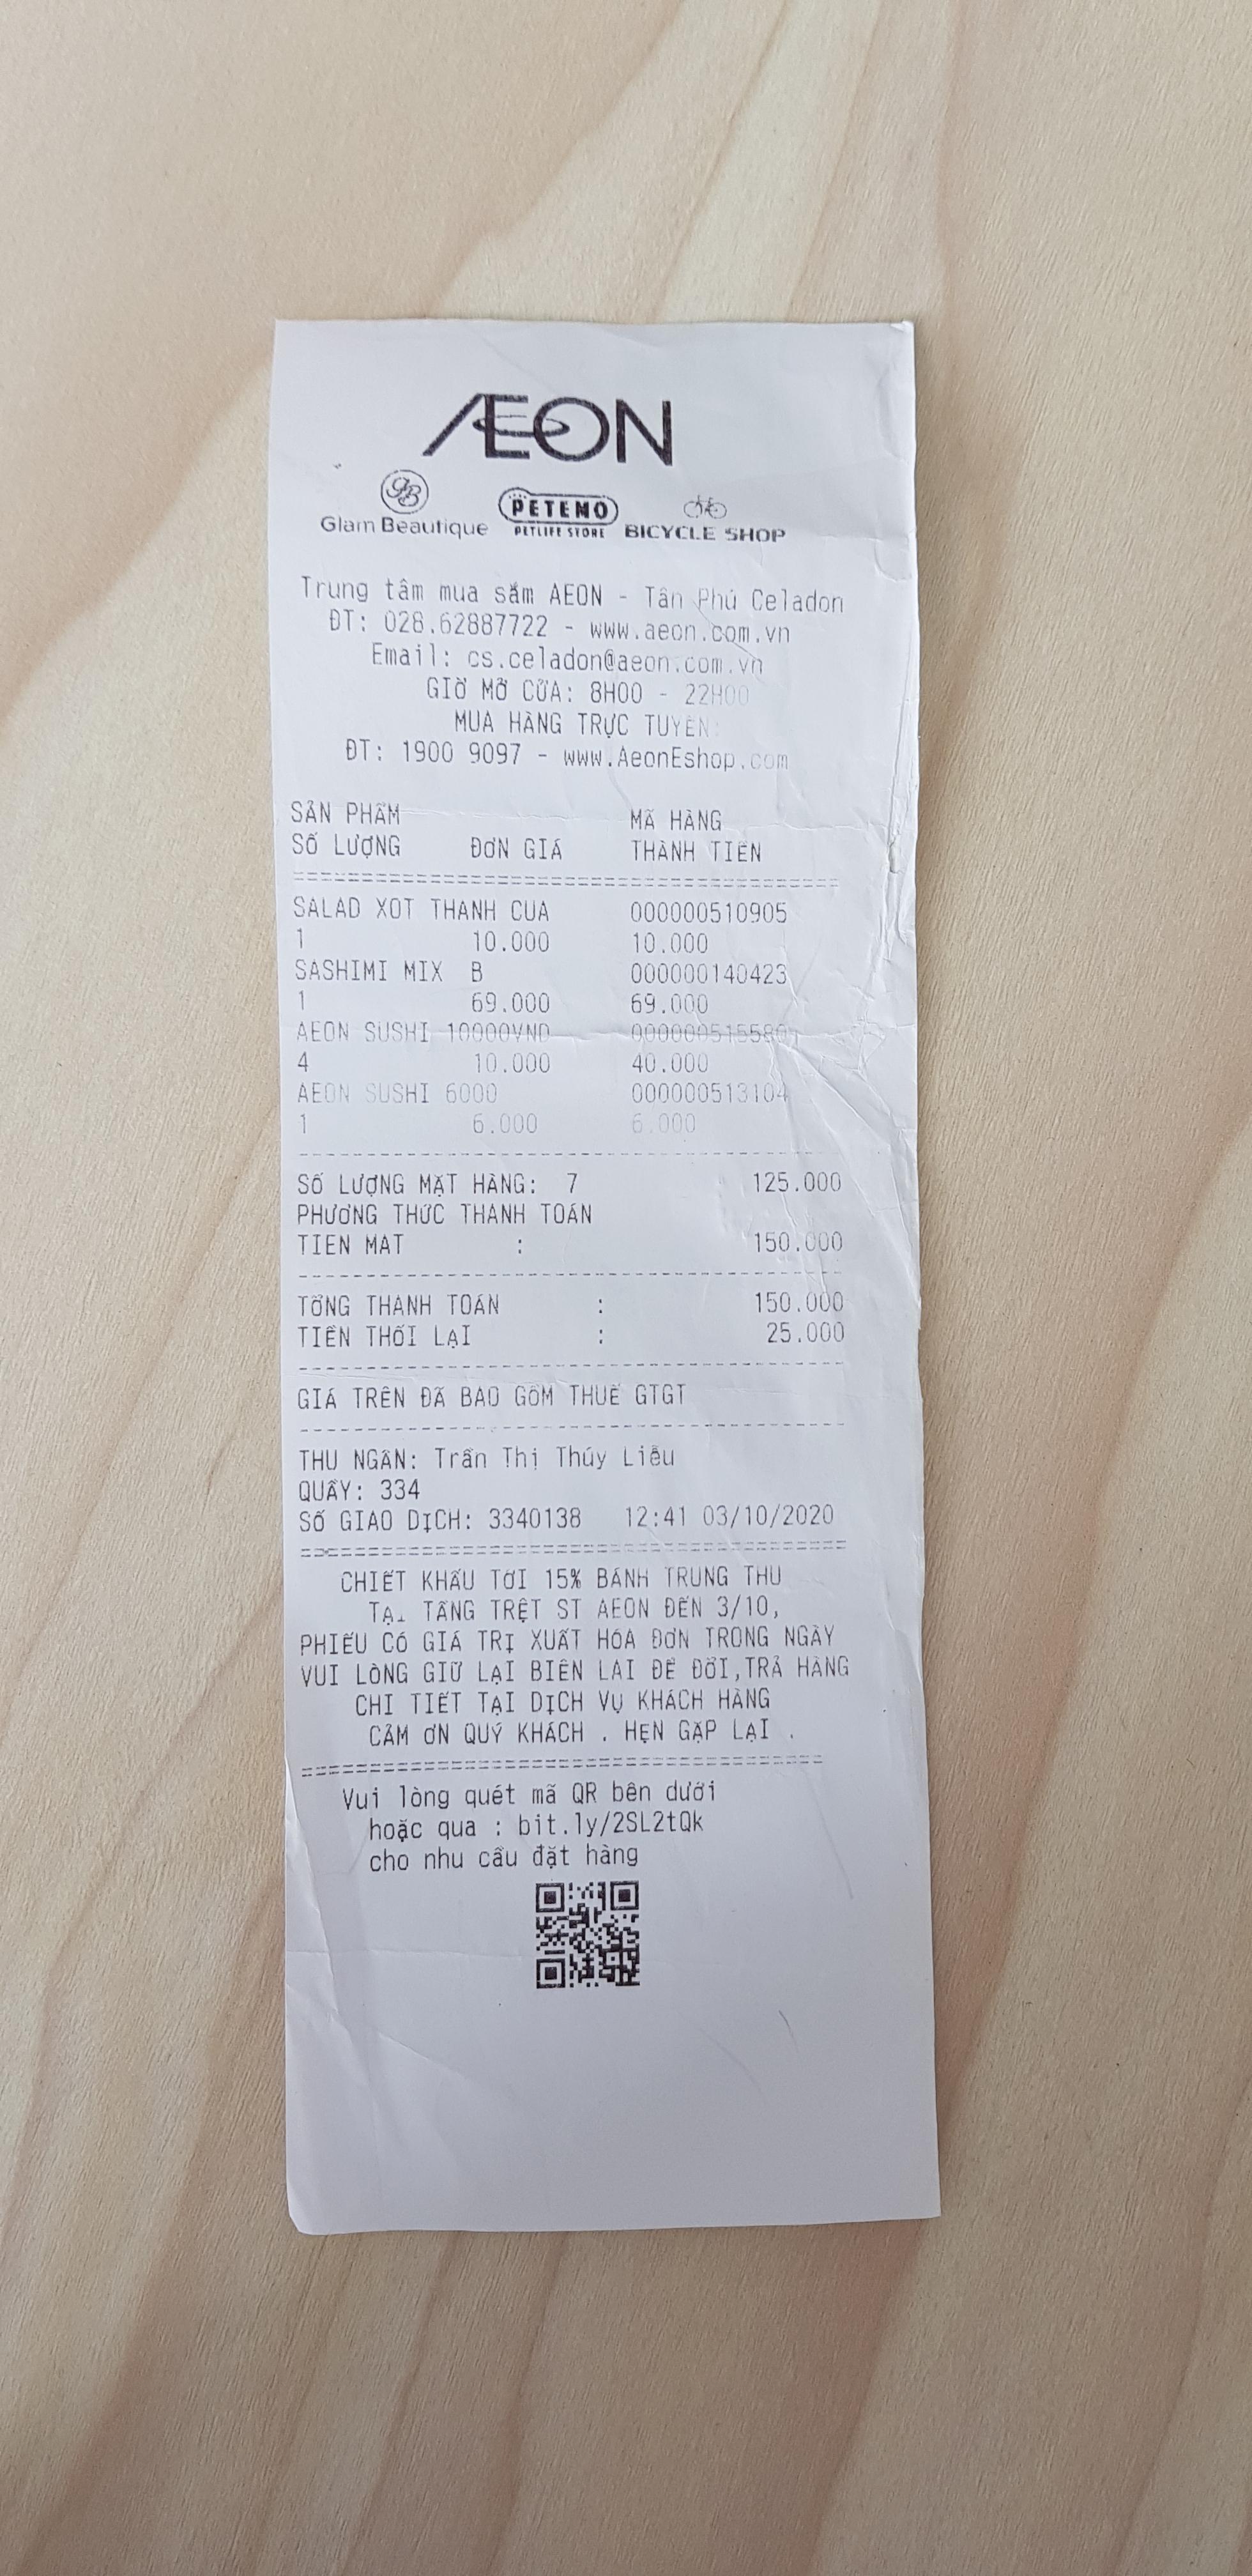 ÆON
Glam Beautique PETEMO PETLIFE STORE BICYCLE SHOP
Trung tâm mua sắm AEON - Tân Phú Celadon
ĐT: 028.62887722 - www.aeon.com.vn
Email: cs.celadon@aeon.com.vn
GIỜ MỞ CỬA: 8H00 - 22H00
MUA HÀNG TRỰC TUYẾN:
ĐT: 1900 9097 - www.AeonEshop.com
SẢN PHẨM MÃ HÀNG
SỐ LƯỢNG ĐƠN GIÁ THÀNH TIỀN
SALAD XOT THANH CUA 000000510905
1 10.000 10.000
SASHIMI MIX B 000000140423
1 69.000 69.000
AEON SUSHI 10000VND
4 10.000 40.000
AEON SUSHI 6000 000000513104
1 6.000 6.000
SỐ LƯỢNG MẶT HÀNG: 7 125.000
PHƯƠNG THỨC THANH TOÁN
TIEN MAT : 150.000
TỔNG THANH TOÁN : 150.000
TIỀN THỐI LẠI : 25.000
GIÁ TRÊN ĐÃ BAO GỒM THUẾ GTGT
THU NGÂN: Trần Thị Thúy Liễu
QUẦY: 334
SỐ GIAO DỊCH: 3340138 12:41 03/10/2020
CHIẾT KHẤU TỚI 15% BÁNH TRUNG THU
TẠI TẦNG TRỆT ST AEON ĐẾN 3/10,
PHIẾU CÓ GIÁ TRỊ XUẤT HÓA ĐƠN TRONG NGÀY
VUI LÒNG GIỮ LẠI BIÊN LAI ĐỂ ĐỔI,TRẢ HÀNG
CHI TIẾT TẠI DỊCH VỤ KHÁCH HÀNG
CẢM ƠN QUÝ KHÁCH . HẸN GẶP LẠI .
Vui lòng quét mã QR bên dưới
hoặc qua : bit.ly/2SL2tQk
cho nhu cầu đặt hàng